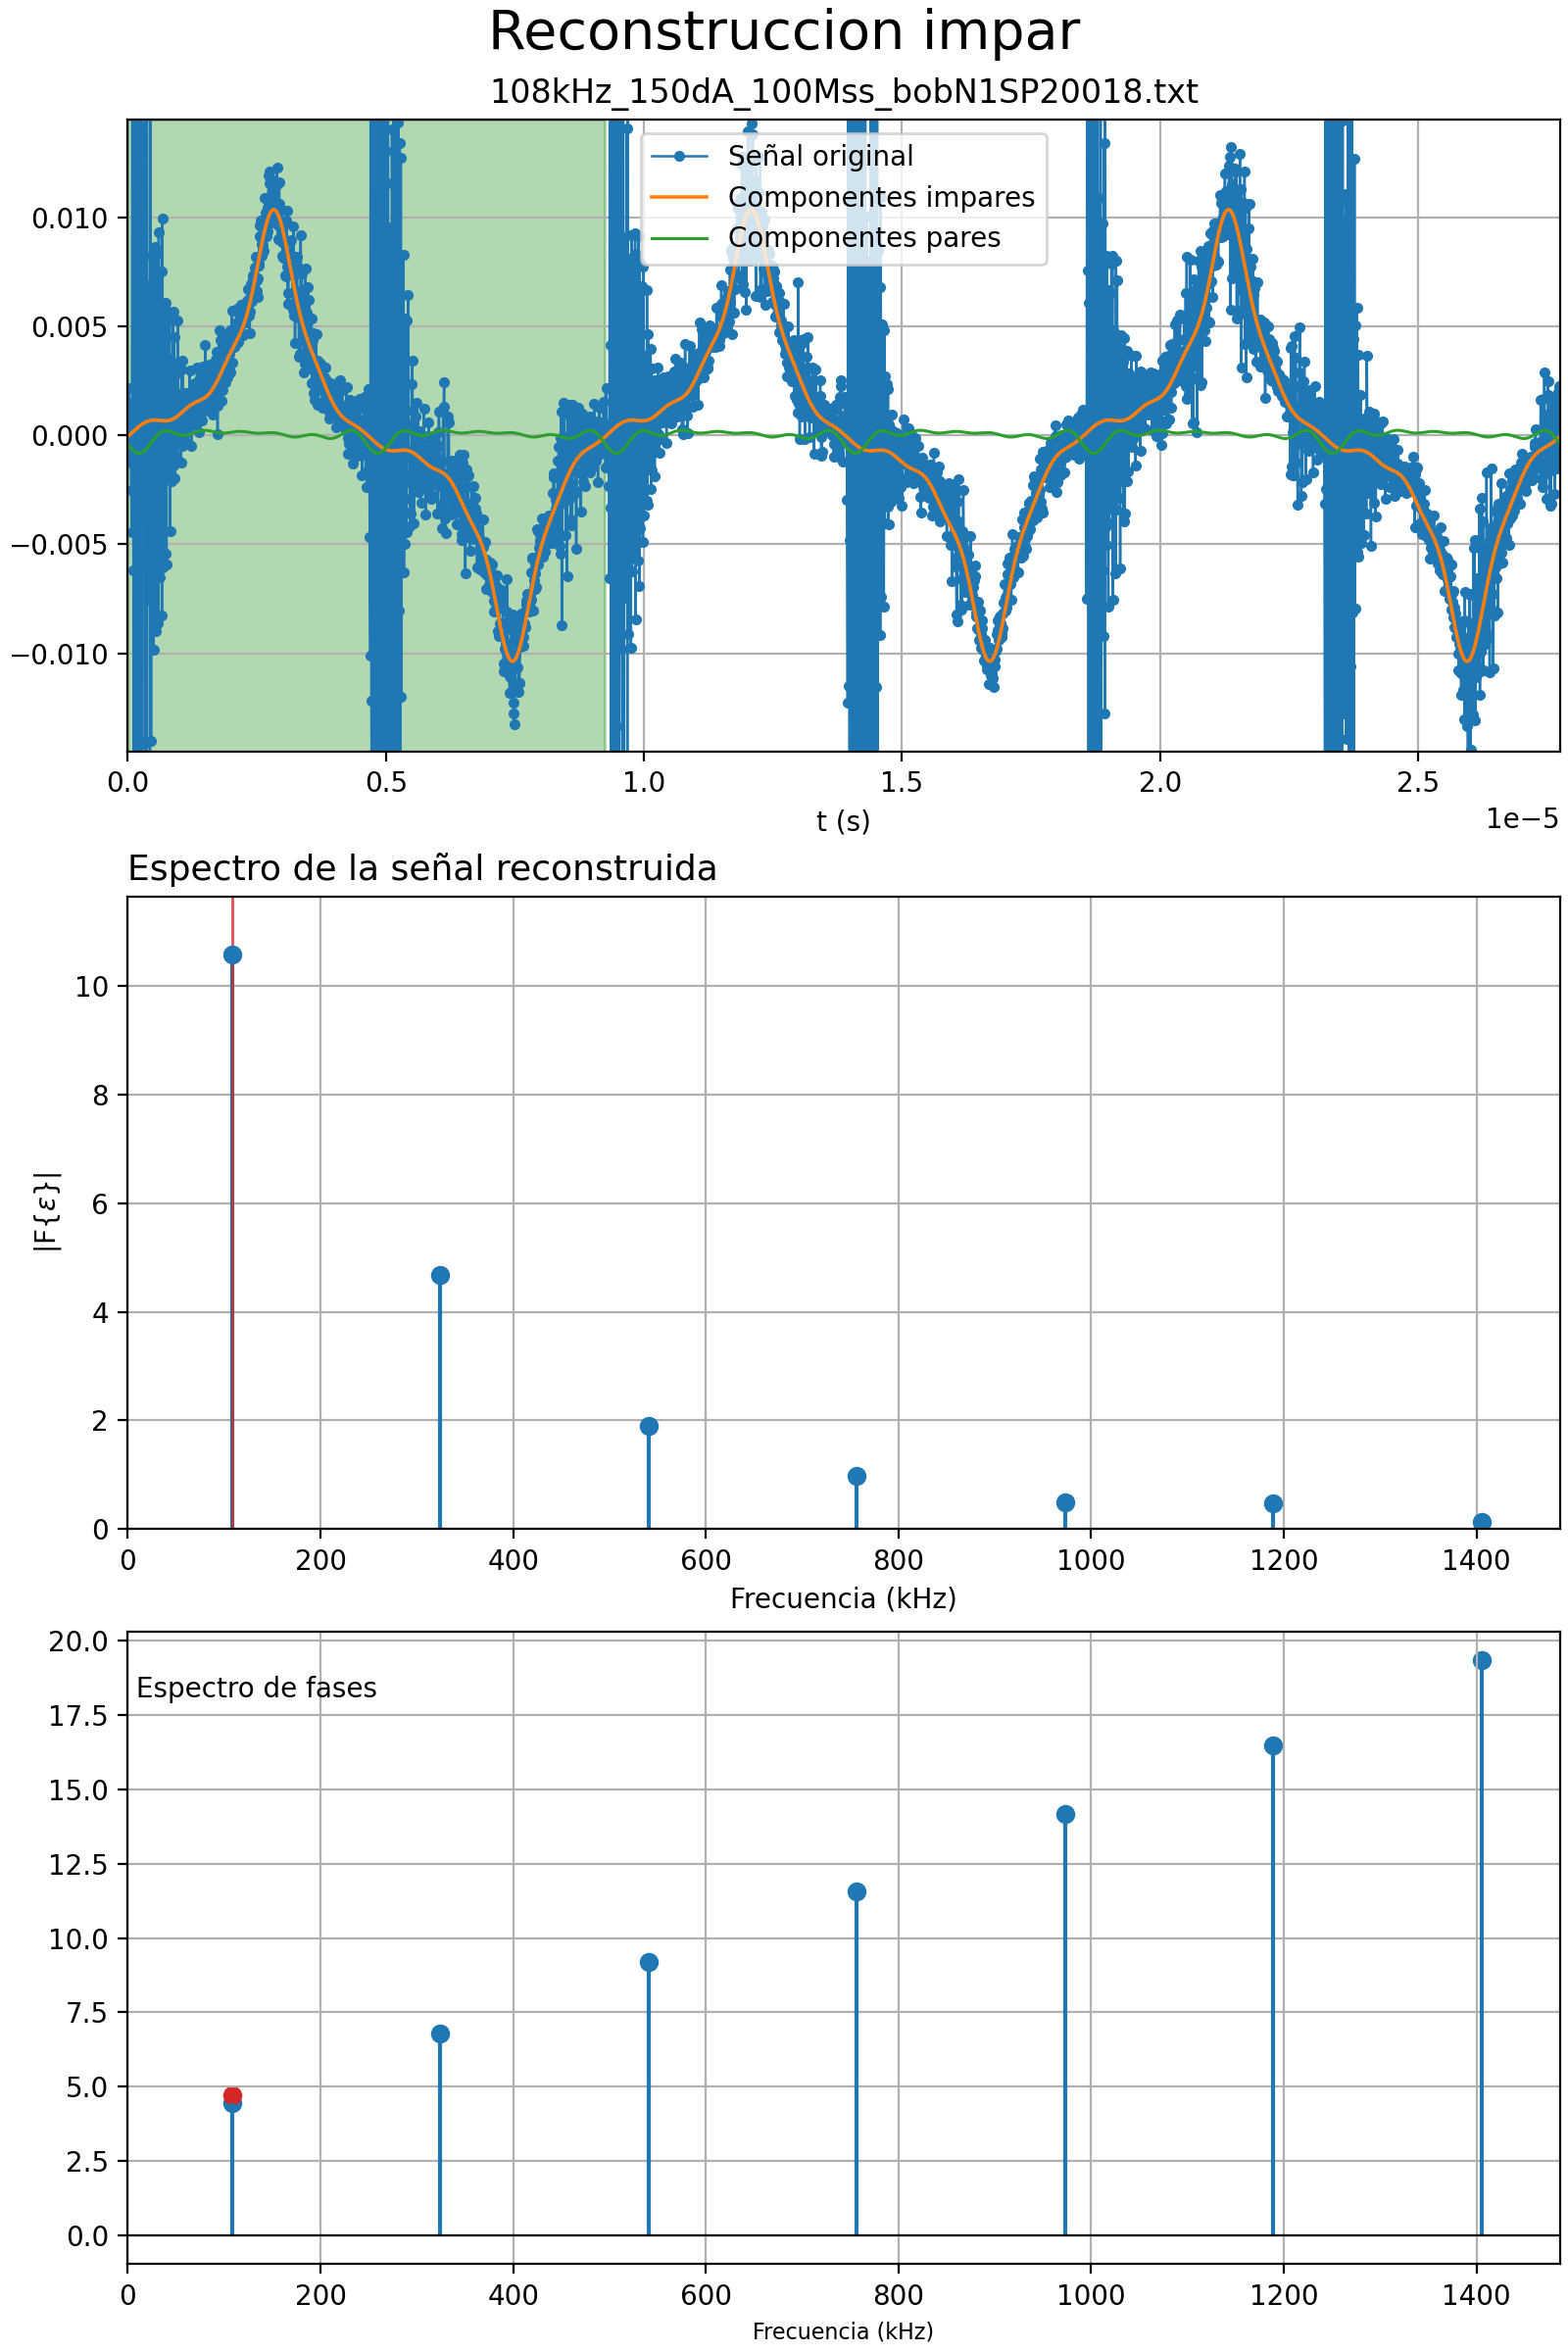 Reconstruccion impar
108kHz_150dA_100Mss_bobN1SP20018.txt
Señal original
Componentes impares
Componentes pares
0.010
0.005
0.000
−0.005
−0.010
0.0 0.5 1.0 1.5 2.0 2.5
t (s)
1e−5
Espectro de la señal reconstruida
10
8
6
4
2
0
|F{ε}|
0 200 400 600 800 1000 1200 1400
Frecuencia (kHz)
20.0
Espectro de fases
17.5
15.0
12.5
10.0
7.5
5.0
2.5
0.0
0 200 400 600 800 1000 1200 1400
Frecuencia (kHz)